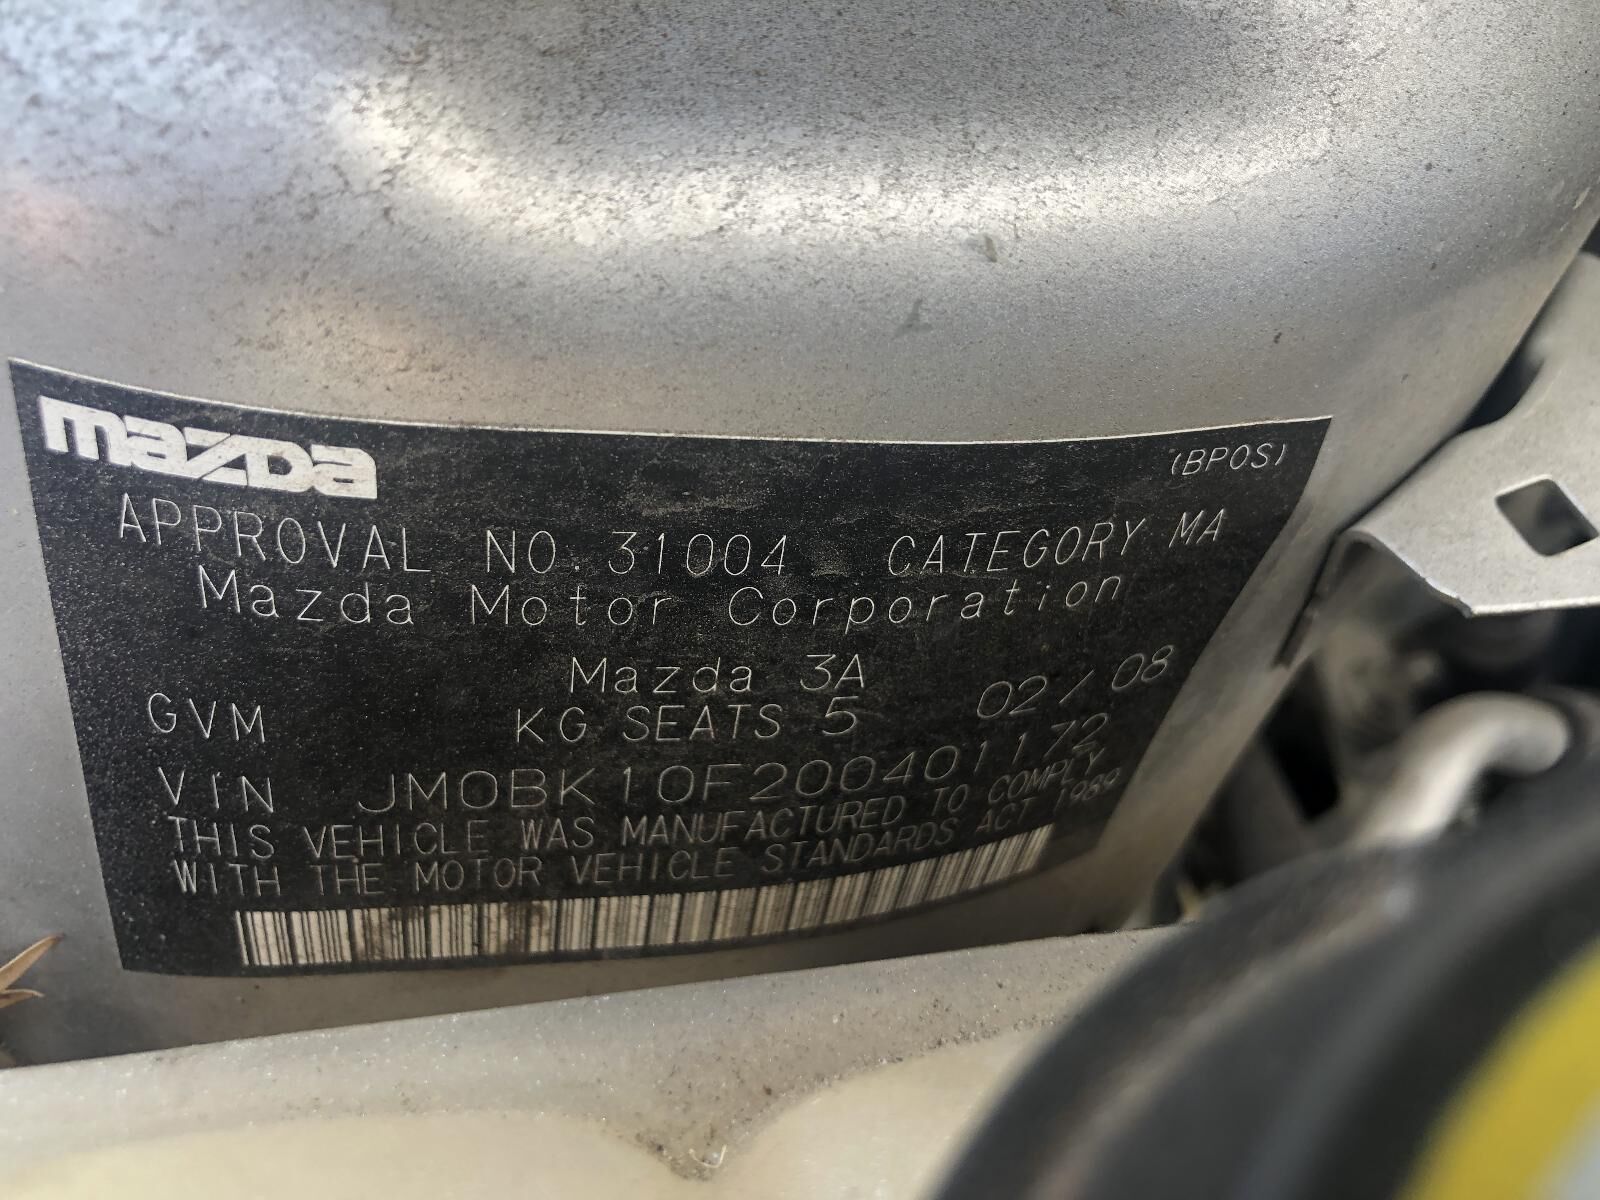 mazDa
(BP0S)
APPROVAL NO. 31004 CATEGORY MA
Mazda Motor Corporation
Mazda 3A
GVM KG SEATS 5 02 / 08
VIN JM0BK10F200401172
THIS VEHICLE WAS MANUFACTURED TO COMPLY
WITH THE MOTOR VEHICLE STANDARDS ACT 1989